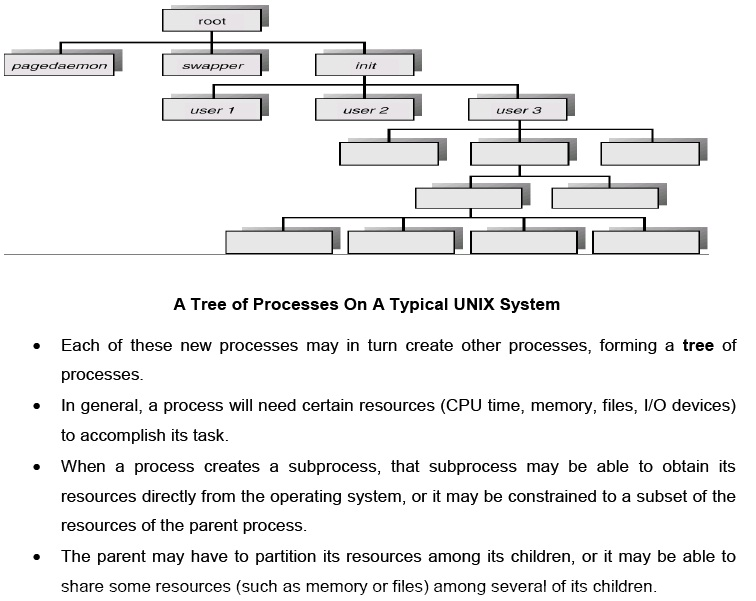 root
pagedaemon swapper init
user 1 user 2 user 3
A Tree of Processes On A Typical UNIX System
• Each of these new processes may in turn create other processes, forming a tree of
processes.
• In general, a process will need certain resources (CPU time, memory, files, I/O devices)
to accomplish its task.
• When a process creates a subprocess, that subprocess may be able to obtain its
resources directly from the operating system, or it may be constrained to a subset of the
resources of the parent process.
• The parent may have to partition its resources among its children, or it may be able to
share some resources (such as memory or files) among several of its children.